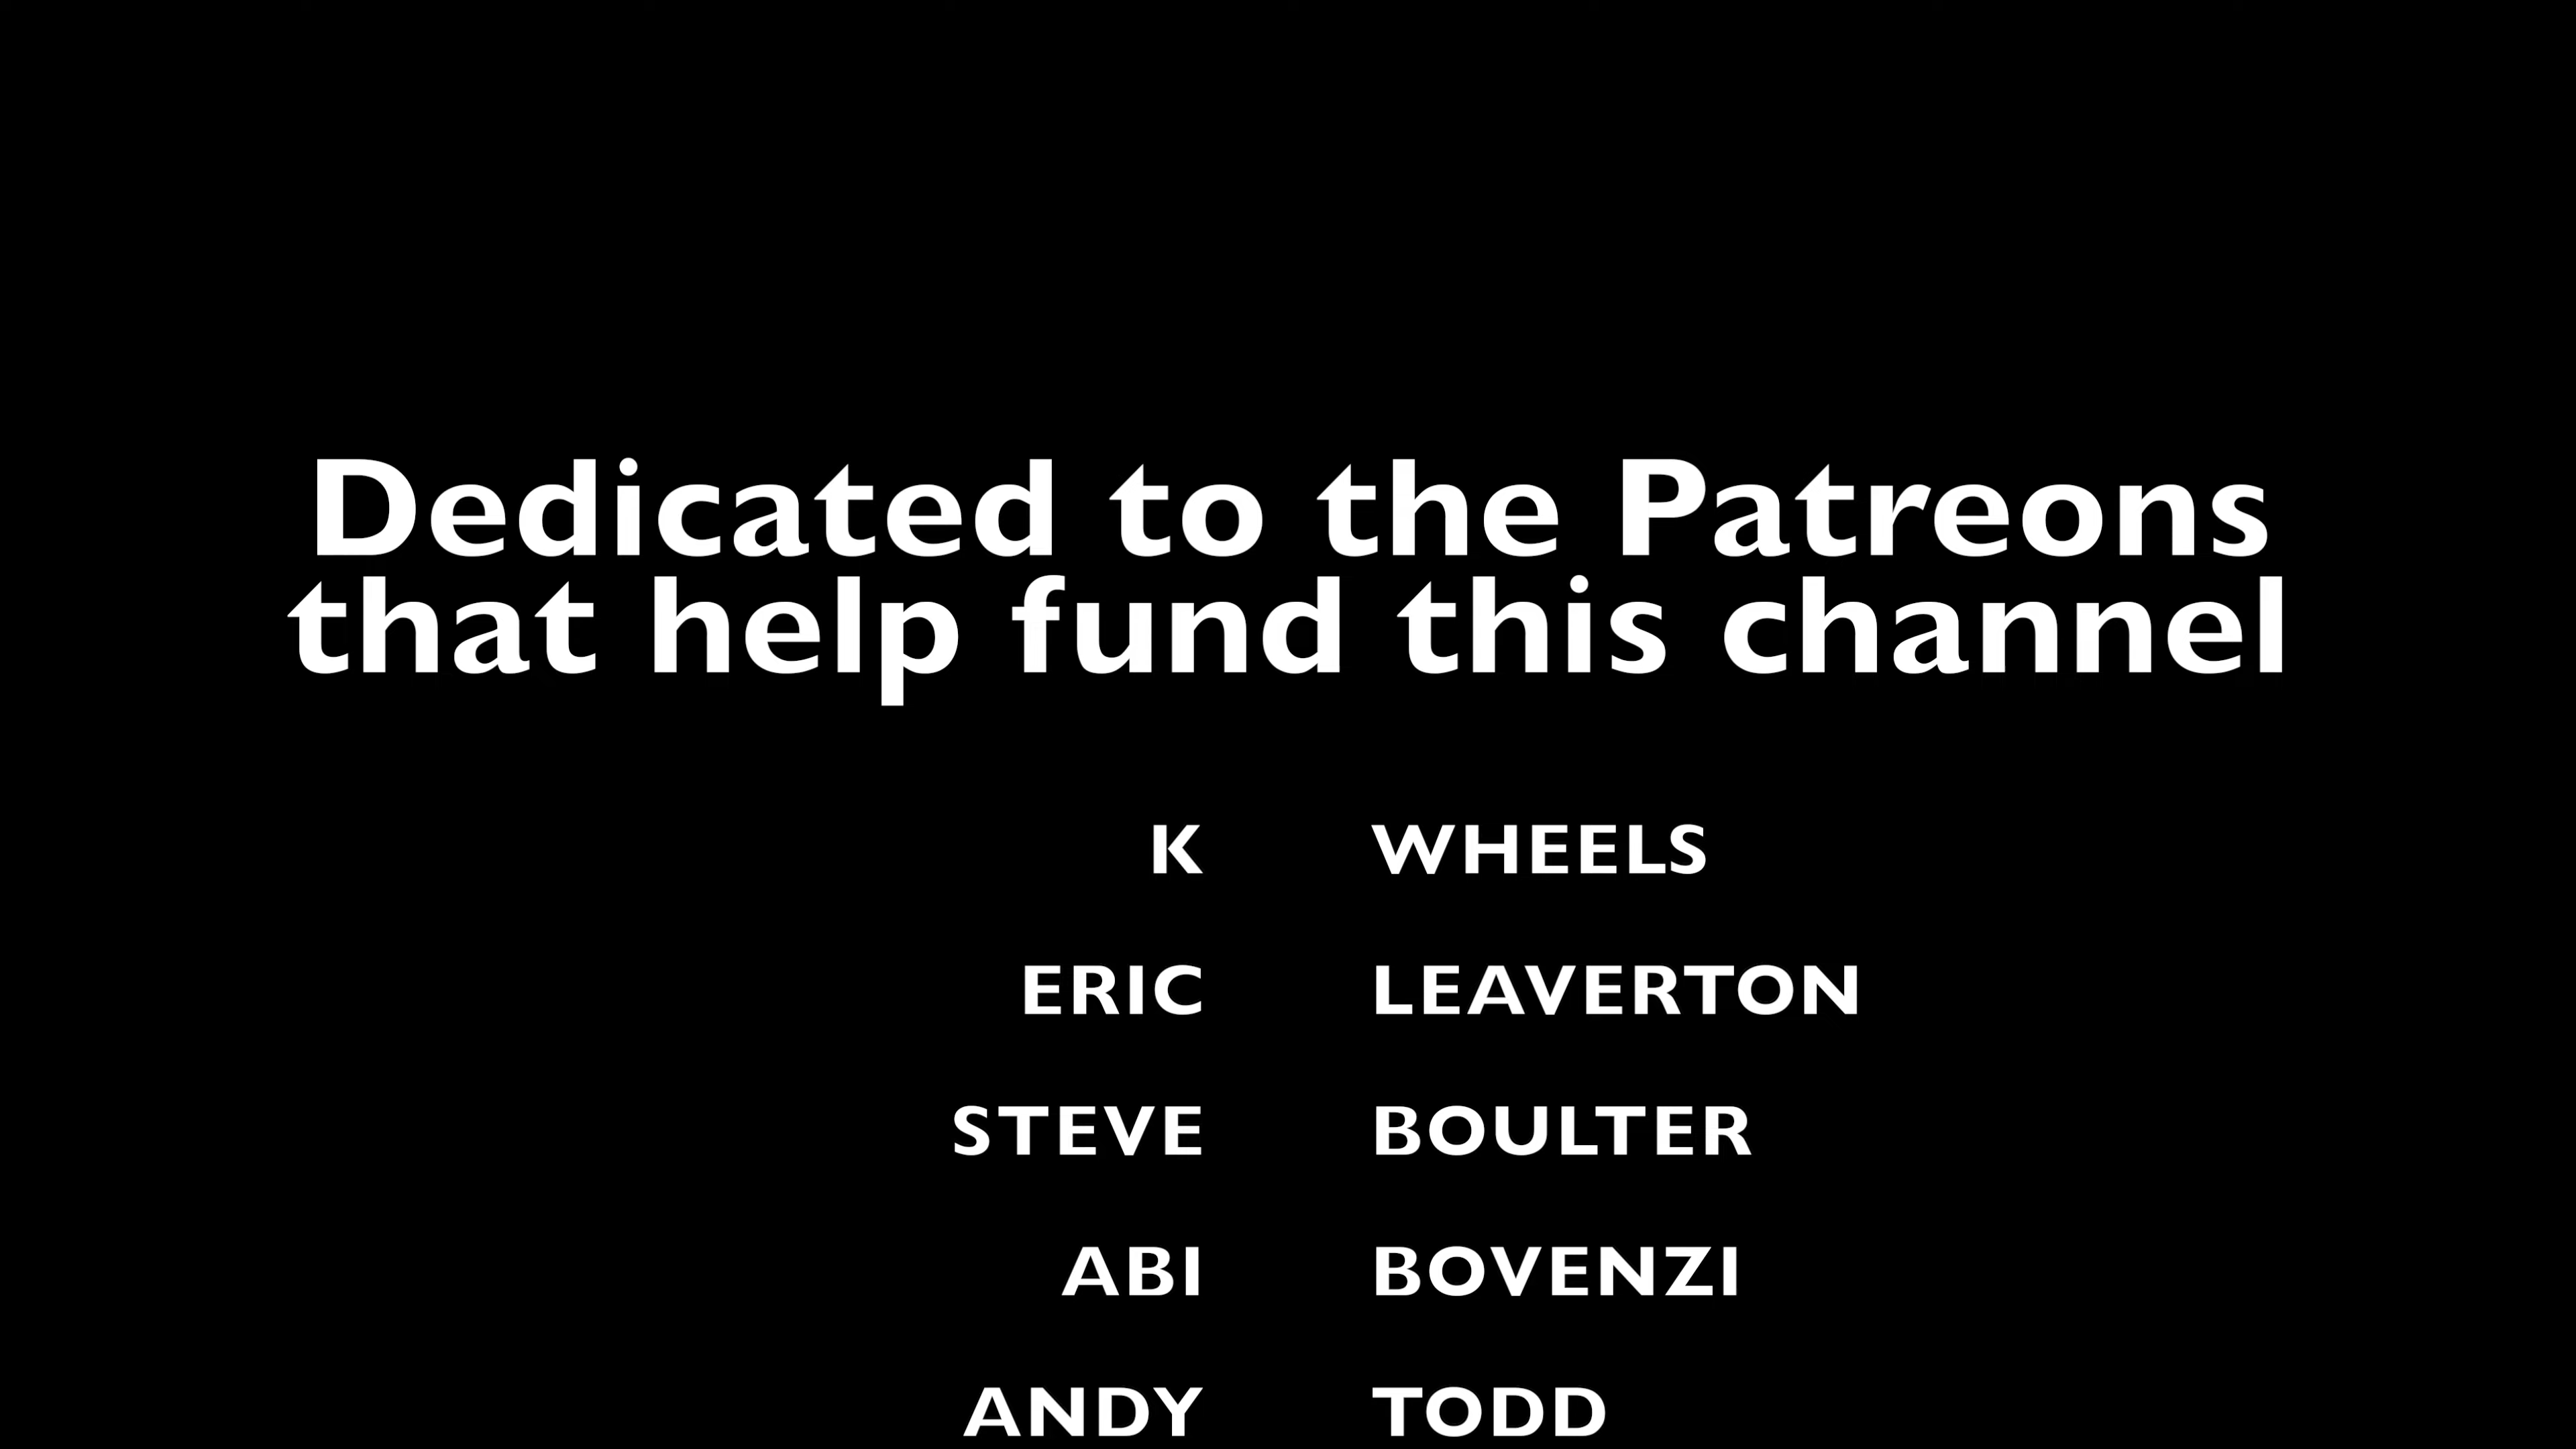 Dedicated to the Patreons
that help fund this channel
K WHEELS
ERIC LEAVERTON
STEVE BOULTER
ABI BOVENZI
ANDY TODD